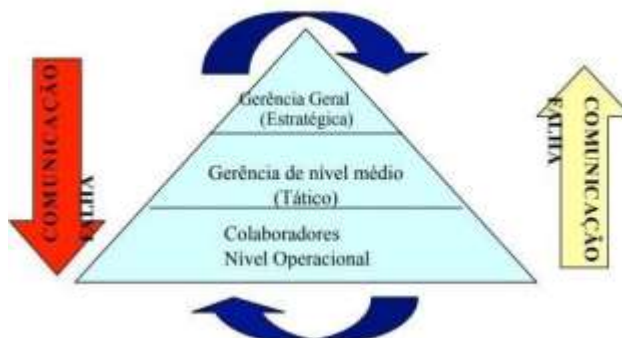 COMUNICAÇÃO
FALHA
Gerência Geral
(Estratégica)
Gerência de nível médio
(Tático)
Colaboradores
Nível Operacional
FALHA
COMUNICAÇÃO